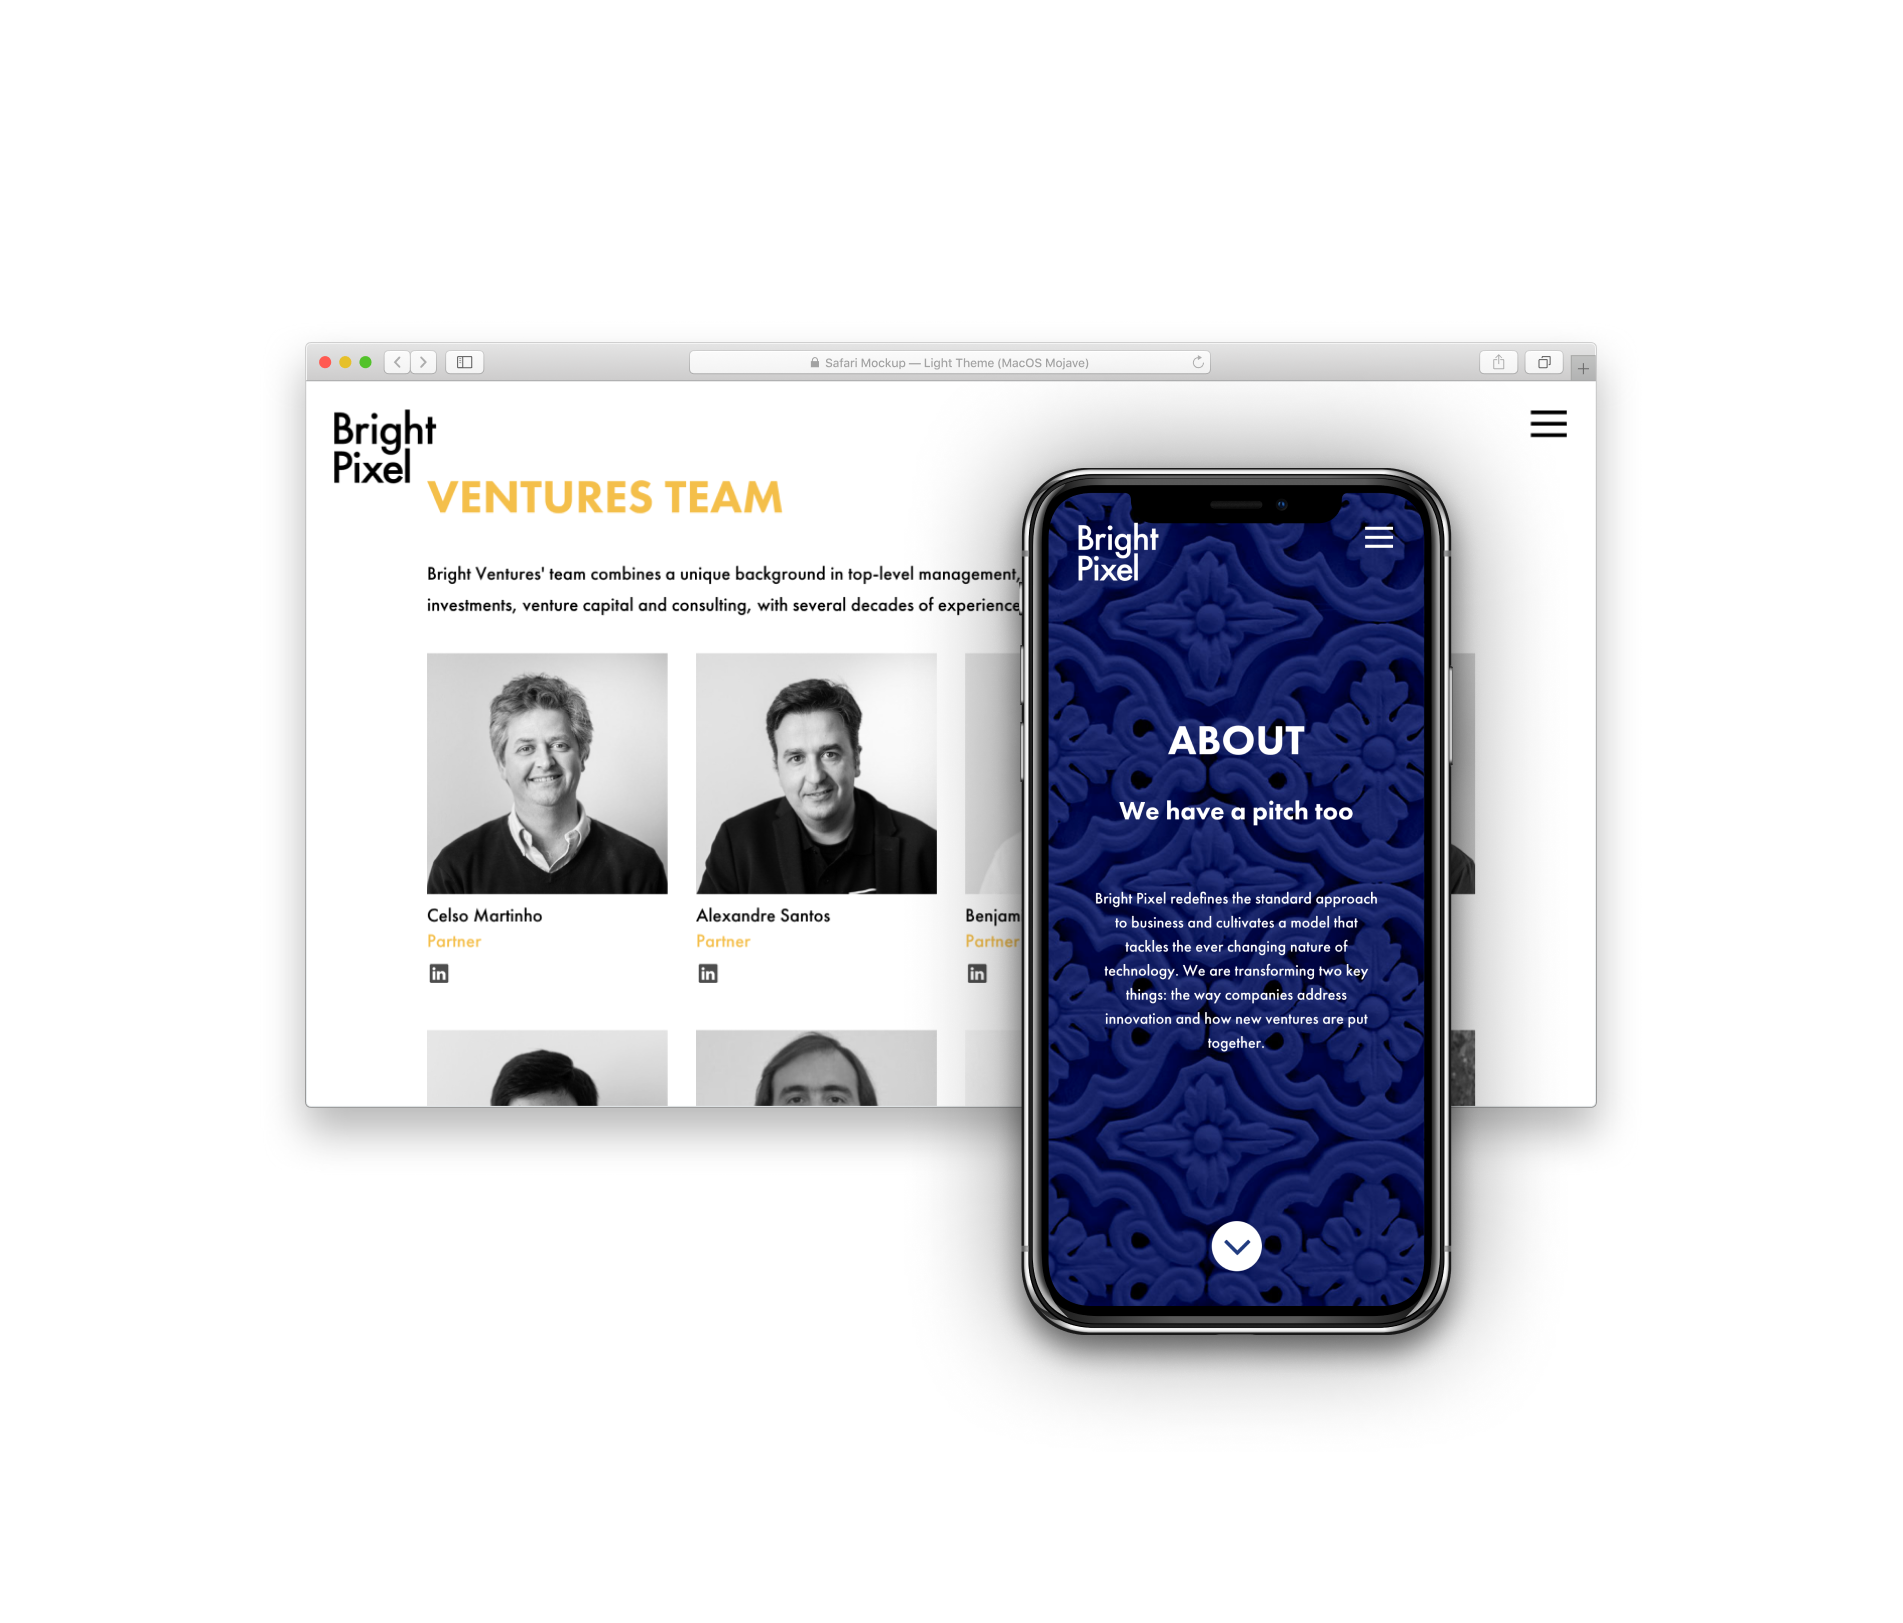 Safari Mockup — Light Theme (MacOS Mojave)
Bright
Pixel
VENTURES TEAM
Bright Ventures' team combines a unique background in top-level management,
investments, venture capital and consulting, with several decades of experience
Celso Martinho
Partner
in
Alexandre Santos
Partner
in
Benjam
Partner
in
Bright
Pixel
ABOUT
We have a pitch too
Bright Pixel redefines the standard approach
to business and cultivates a model that
tackles the ever changing nature of
technology. We are transforming two key
things: the way companies address
innovation and how new ventures are put
together.